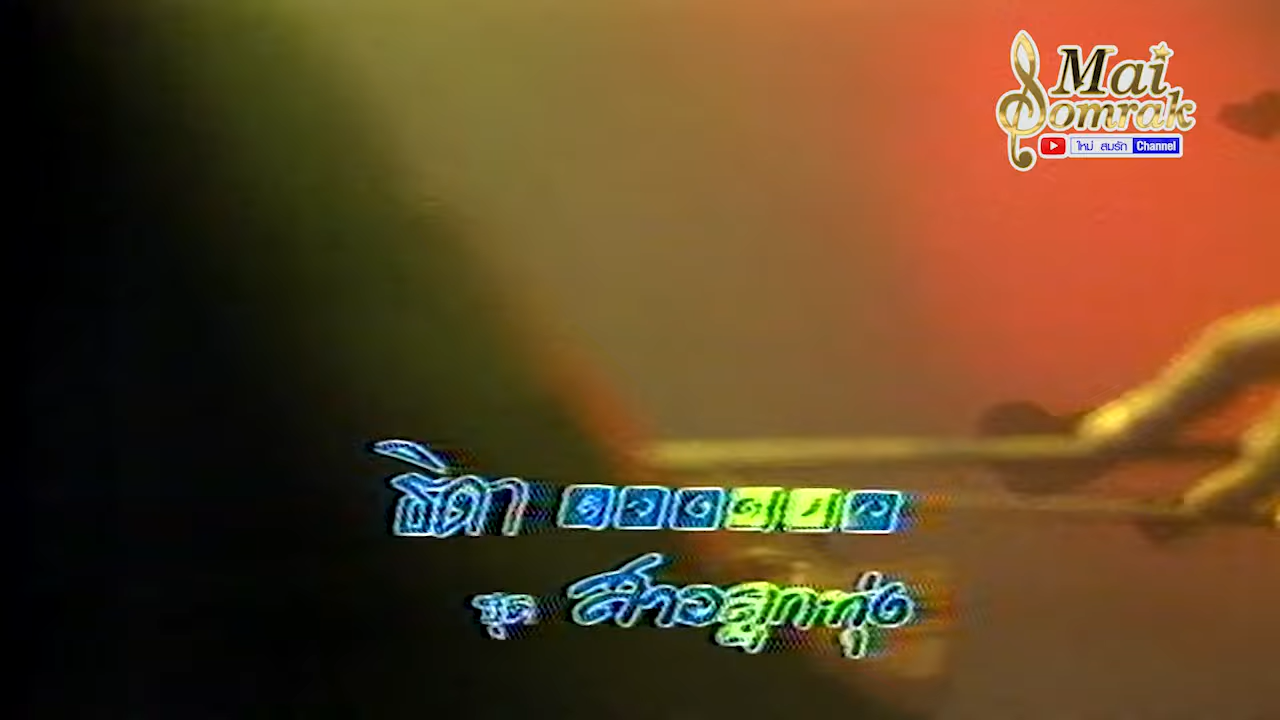 Mai
Somrak
ใหม่ สมรัก Channel
ธิดา
ชุด สาวลูกทุ่ง